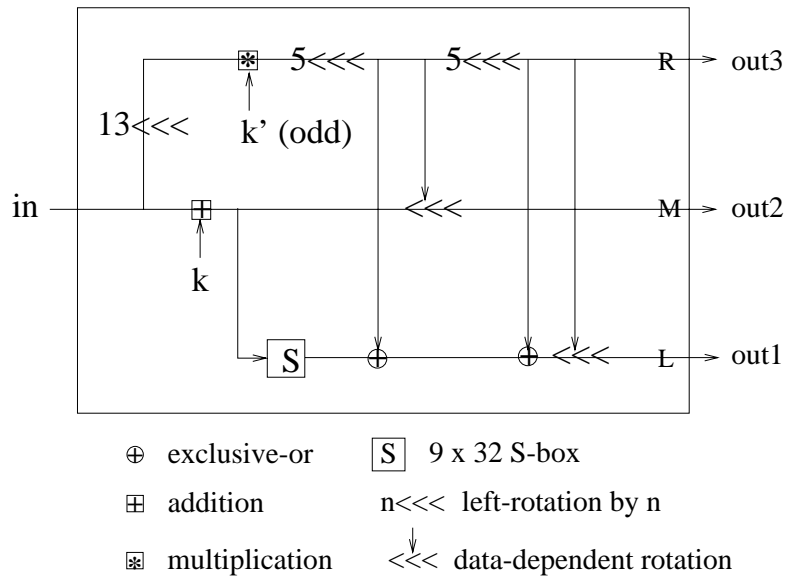 5<<< 5<<< R out3
13<<<
k' (odd)
in <<< M out2
k
S <<< L out1
⊕ exclusive-or S 9 x 32 S-box
⊞ addition n<<< left-rotation by n
* multiplication <<< data-dependent rotation